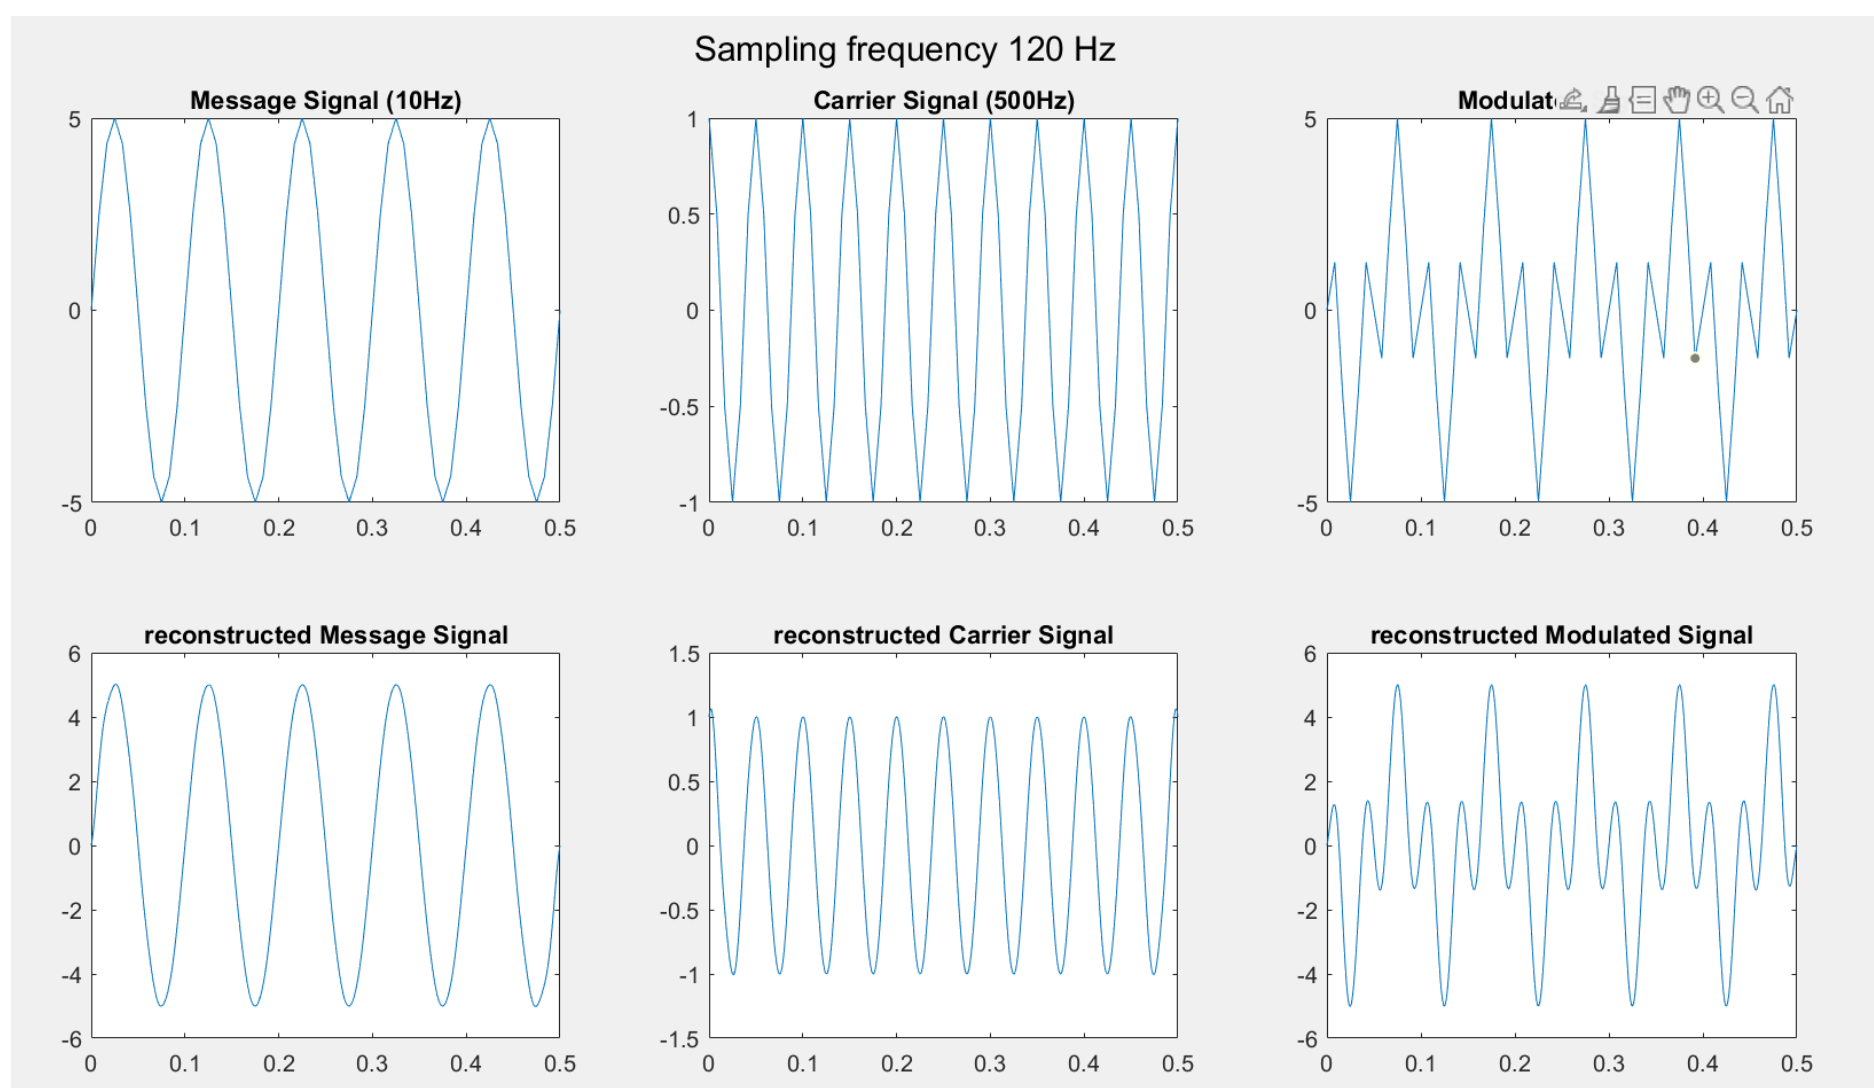 Sampling frequency 120 Hz
Message Signal (10Hz)
Carrier Signal (500Hz)
5
0
-5
0 0.1 0.2 0.3 0.4 0.5
1
0.5
0
-0.5
-1
0 0.1 0.2 0.3 0.4 0.5
5
0
-5
0 0.1 0.2 0.3 0.4 0.5
reconstructed Message Signal
reconstructed Carrier Signal
reconstructed Modulated Signal
6
4
2
0
-2
-4
-6
0 0.1 0.2 0.3 0.4 0.5
1.5
1
0.5
0
-0.5
-1
-1.5
0 0.1 0.2 0.3 0.4 0.5
6
4
2
0
-2
-4
-6
0 0.1 0.2 0.3 0.4 0.5